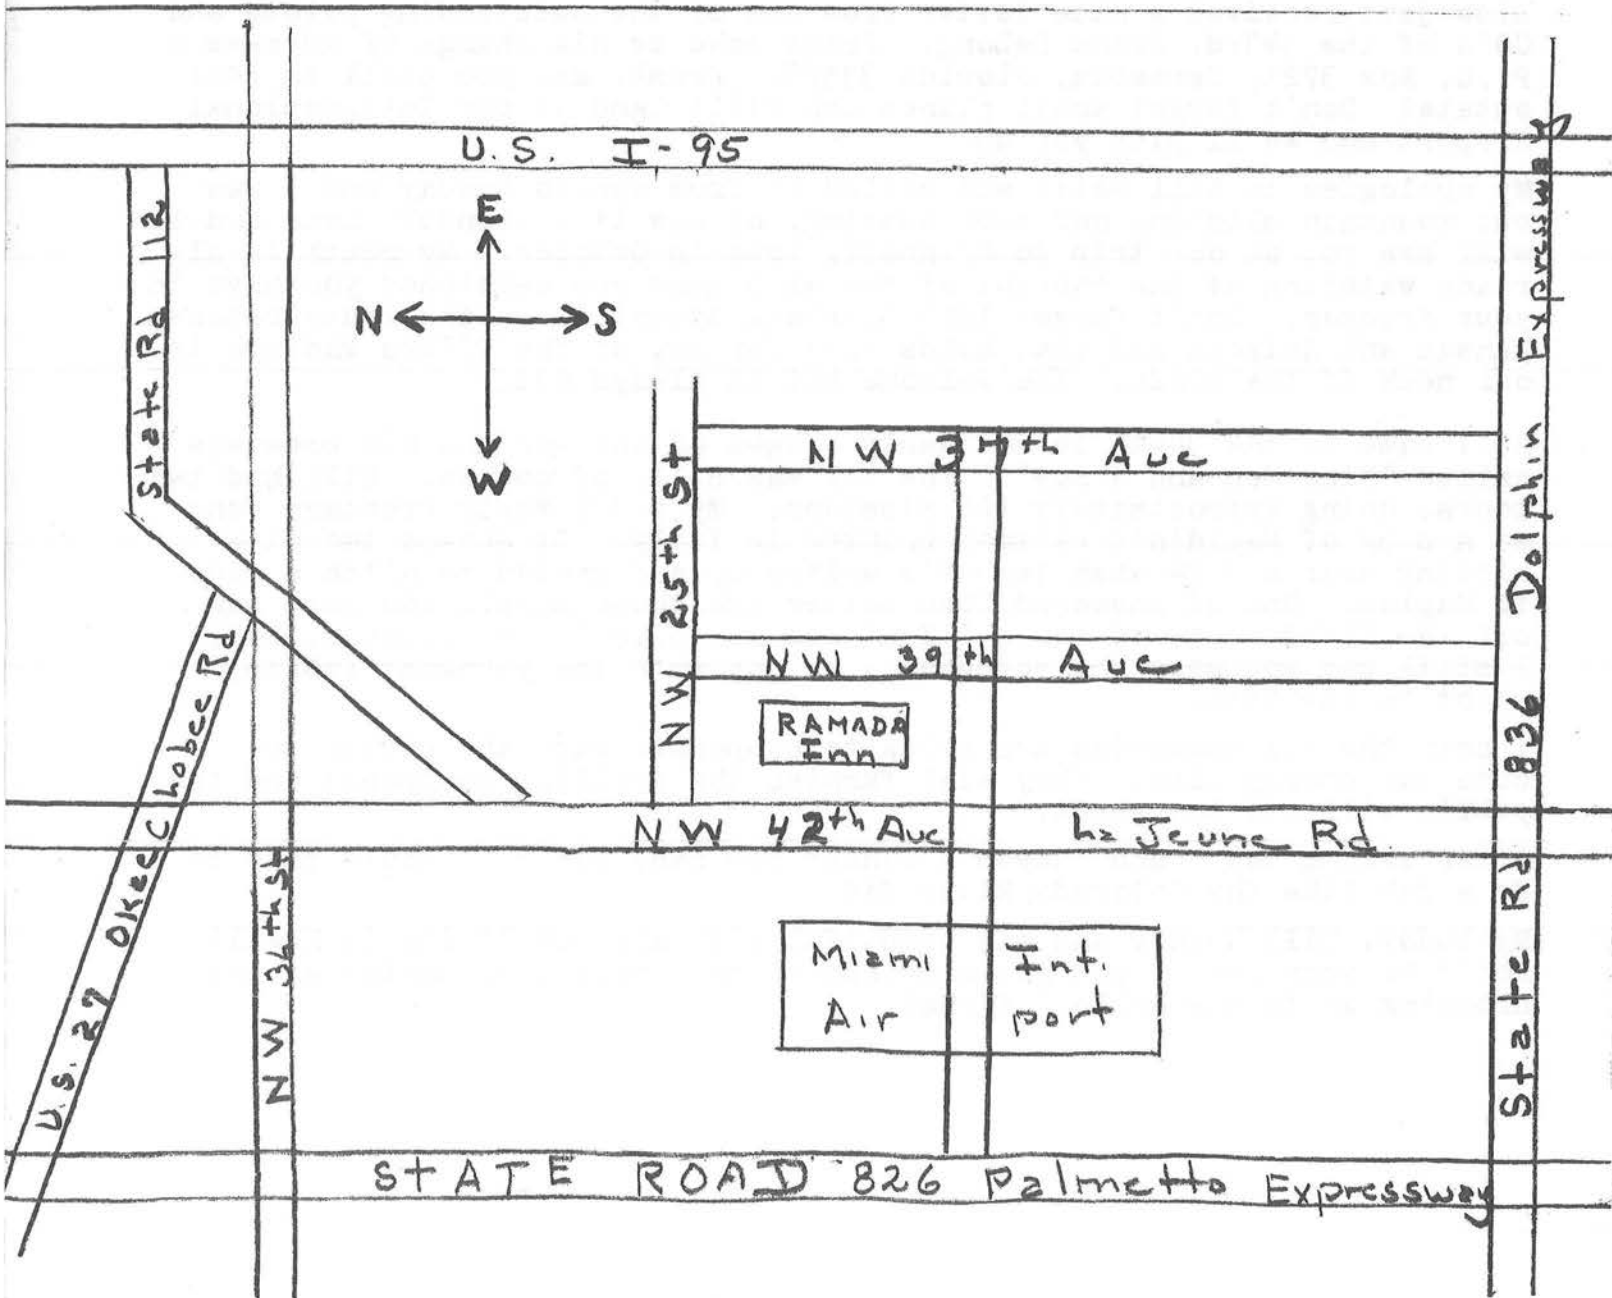 U.S. I-95
State Rd 112
E
N S
W
NW 37th Ave
NW 25th St
NW 39th Ave
RAMADA
Inn
NW 42th Ave Le Jeune Rd
State Rd 836 Dolphin Expressway
U.S. 27 Okeechobee Rd
NW 36th St
Miami Int.
Air port
STATE ROAD 826 Palmetto Expressway